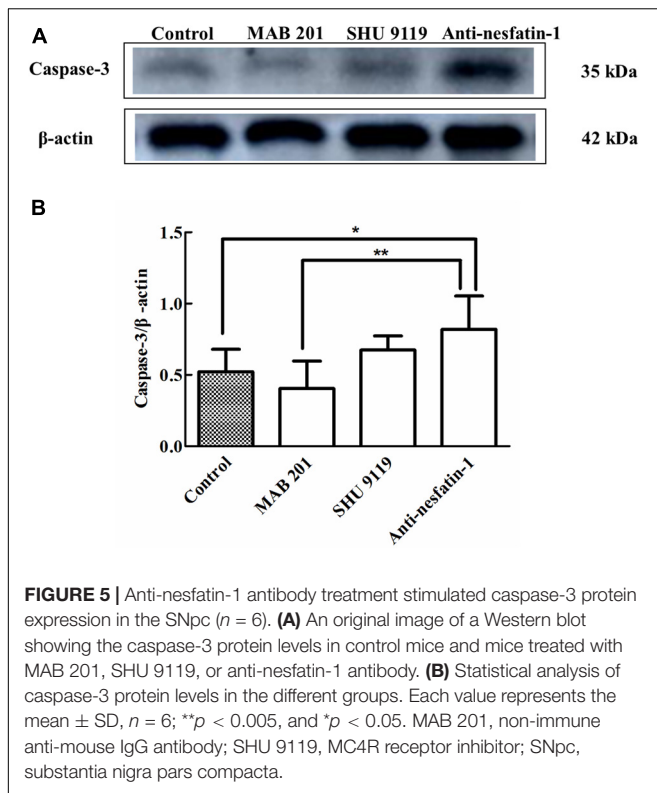 A
Control MAB 201 SHU 9119 Anti-nesfatin-1
Caspase-3 35 kDa
β-actin 42 kDa
B
Caspase-3/β -actin
1.5
1.0
0.5
0.0
*
**
Control
MAB 201
SHU 9119
Anti-nesfatin-1
FIGURE 5 | Anti-nesfatin-1 antibody treatment stimulated caspase-3 protein
expression in the SNpc (n = 6). (A) An original image of a Western blot
showing the caspase-3 protein levels in control mice and mice treated with
MAB 201, SHU 9119, or anti-nesfatin-1 antibody. (B) Statistical analysis of
caspase-3 protein levels in the different groups. Each value represents the
mean ± SD, n = 6; **p < 0.005, and *p < 0.05. MAB 201, non-immune
anti-mouse IgG antibody; SHU 9119, MC4R receptor inhibitor; SNpc,
substantia nigra pars compacta.